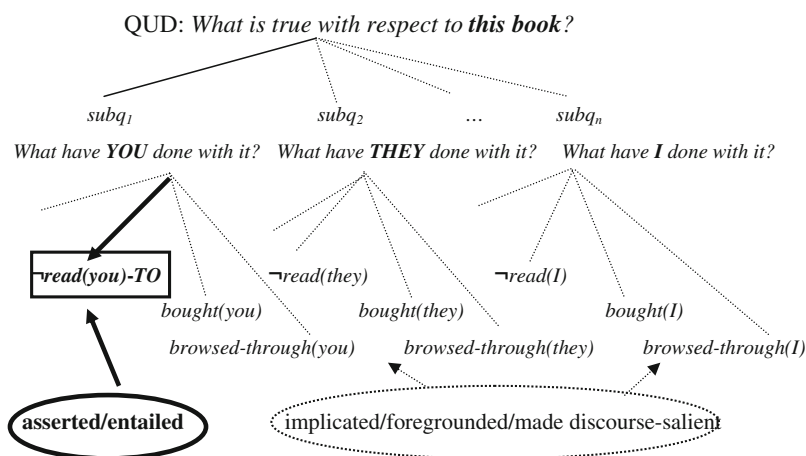 QUD: What is true with respect to this book?
subq1 subq2 … subqn
What have YOU done with it? What have THEY done with it? What have I done with it?
¬read(you)-TO ¬read(they) ¬read(I)
bought(you) bought(they) bought(I)
browsed-through(you) browsed-through(they) browsed-through(I)
asserted/entailed implicated/foregrounded/made discourse-salient